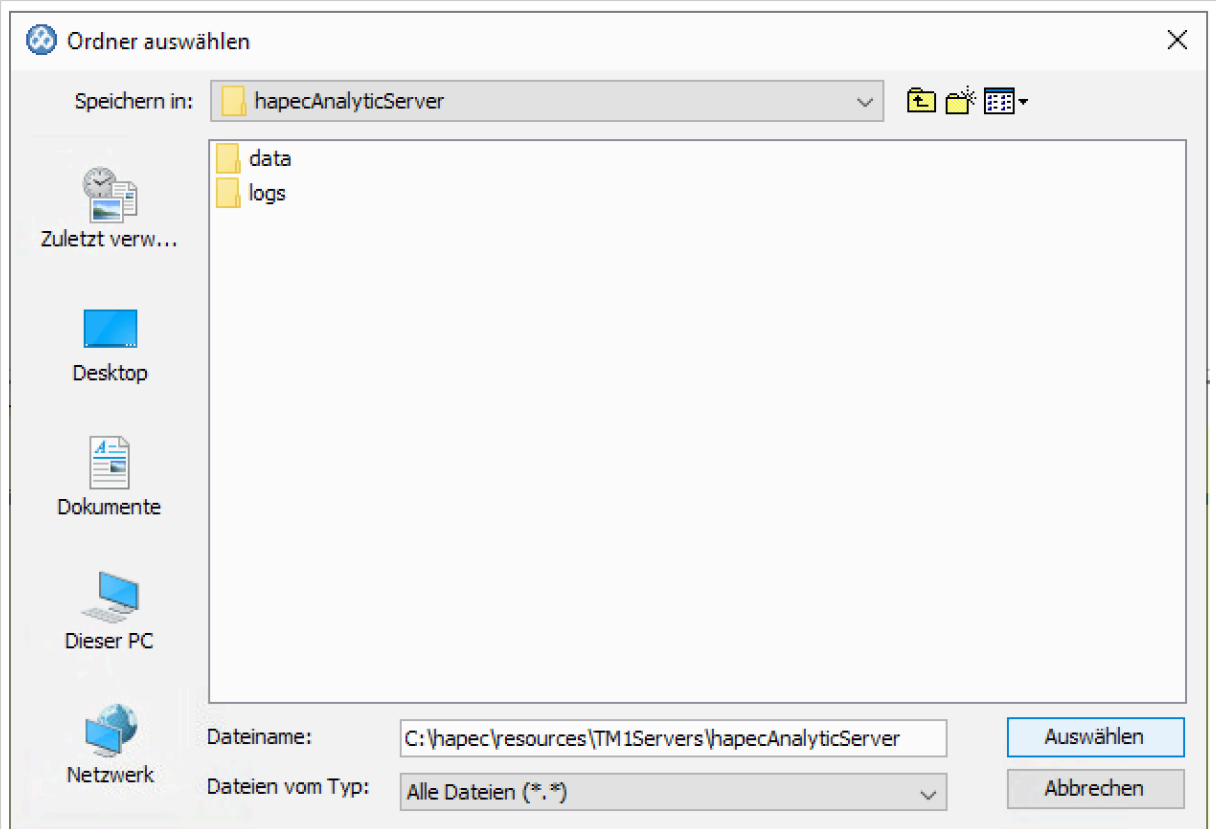 Ordner auswählen
Speichern in:
hapecAnalyticServer
data
logs
Zuletzt verw...
Desktop
Dokumente
Dieser PC
Netzwerk
Dateiname:
C:\hapec\resources\TM1Servers\hapecAnalyticServer
Auswählen
Dateien vom Typ:
Alle Dateien (*.*)
Abbrechen